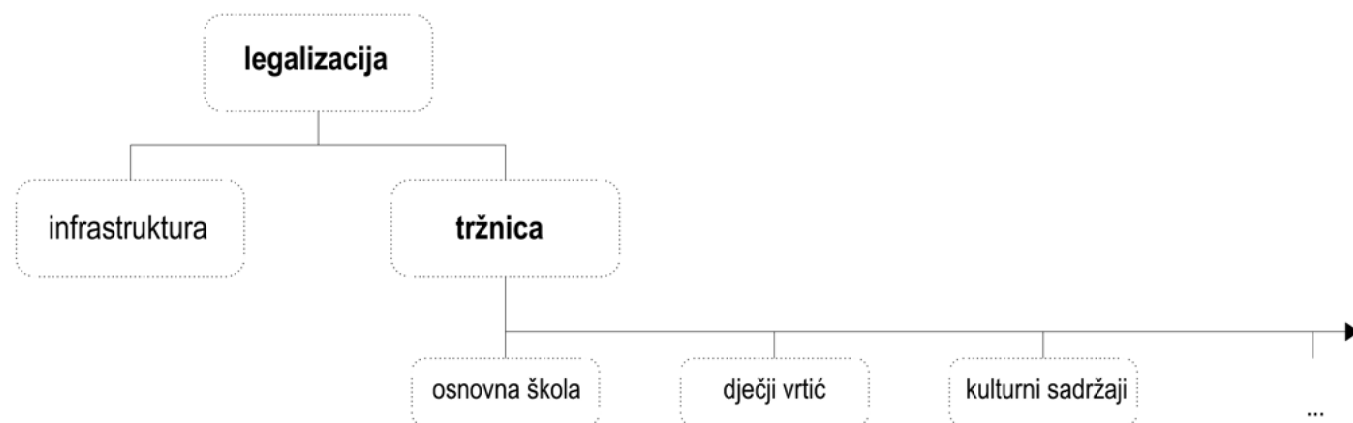 legalizacija
infrastruktura
tržnica
osnovna škola
dječji vrtić
kulturni sadržaji
...